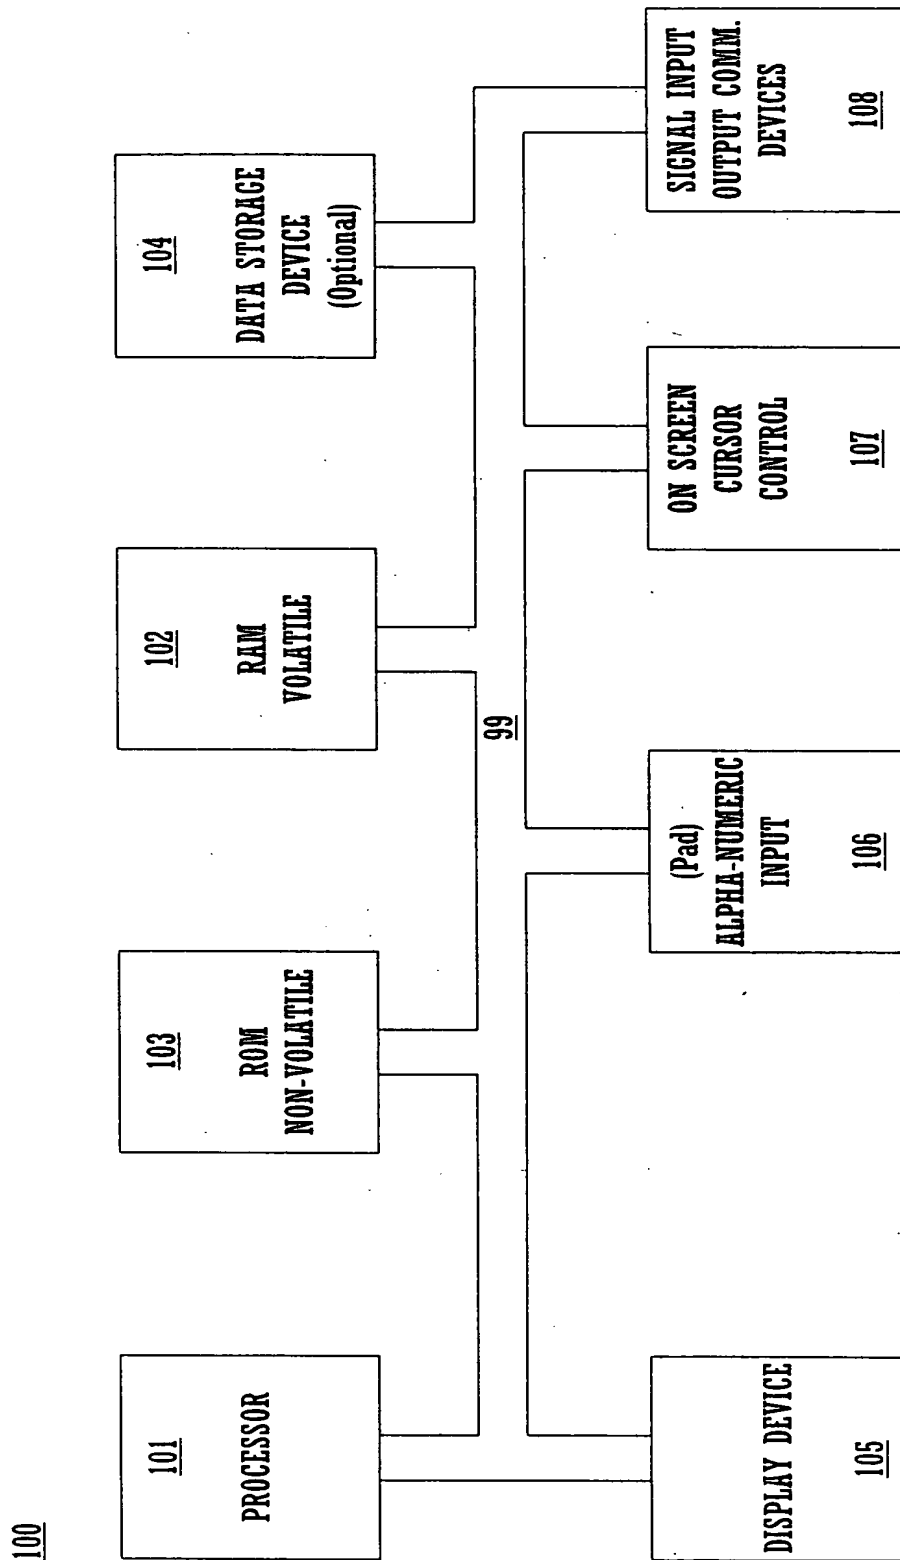 100
101
PROCESSOR
103
ROM
NON-VOLATILE
102
RAM
VOLATILE
104
DATA STORAGE
DEVICE
(Optional)
99
DISPLAY DEVICE
105
(Pad)
ALPHA-NUMERIC
INPUT
106
ON SCREEN
CURSOR
CONTROL
107
SIGNAL INPUT
OUTPUT COMM.
DEVICES
108